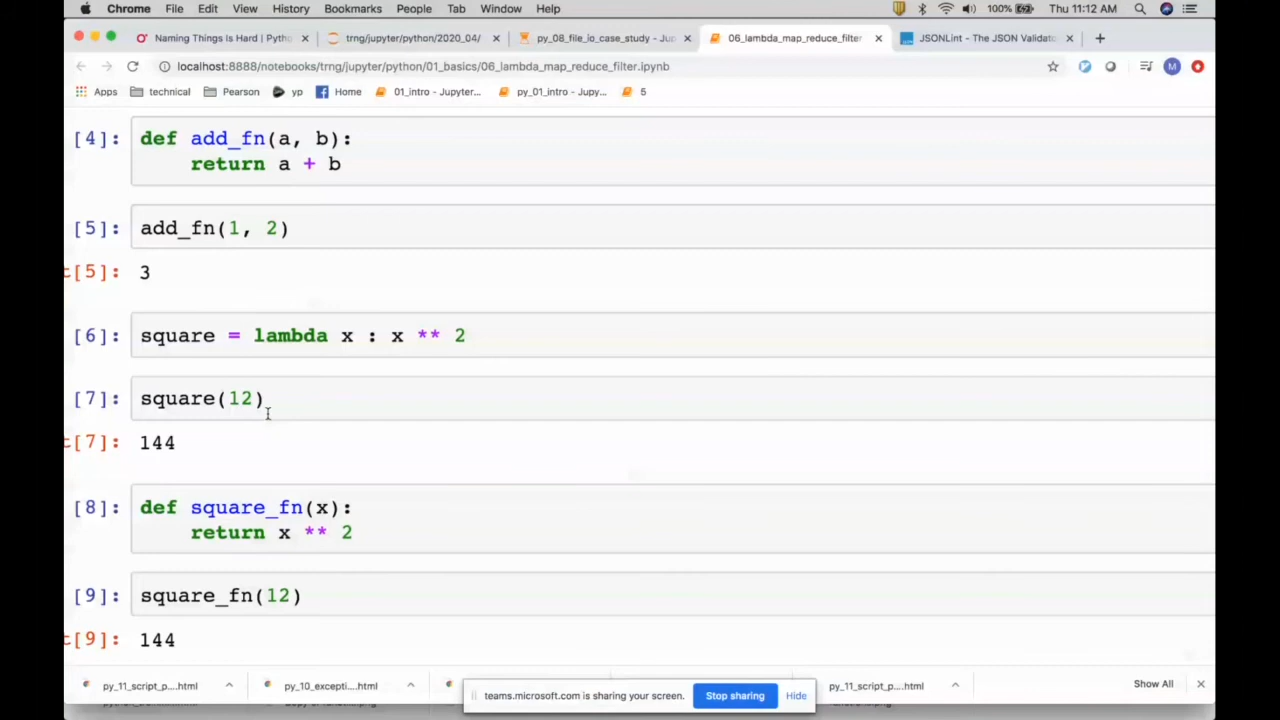 Chrome File Edit View History Bookmarks People Tab Window Help 100% Thu 11:12 AM
Naming Things Is Hard | Pytho × trng/jupyter/python/2020_04/ × py_08_file_io_case_study - Jup × 06_lambda_map_reduce_filter × JSONLint - The JSON Validato × +
localhost:8888/notebooks/trng/jupyter/python/01_basics/06_lambda_map_reduce_filter.ipynb M
Apps technical Pearson yp Home 01_intro - Jupyter... py_01_intro - Jupy... 5
[4]: def add_fn(a, b):
return a + b
[5]: add_fn(1, 2)
t[5]: 3
[6]: square = lambda x : x ** 2
[7]: square(12)
t[7]: 144
[8]: def square_fn(x):
return x ** 2
[9]: square_fn(12)
t[9]: 144
py_11_script_p....html py_10_excepti....html py_11_script_p....html Show All ×
teams.microsoft.com is sharing your screen. Stop sharing Hide